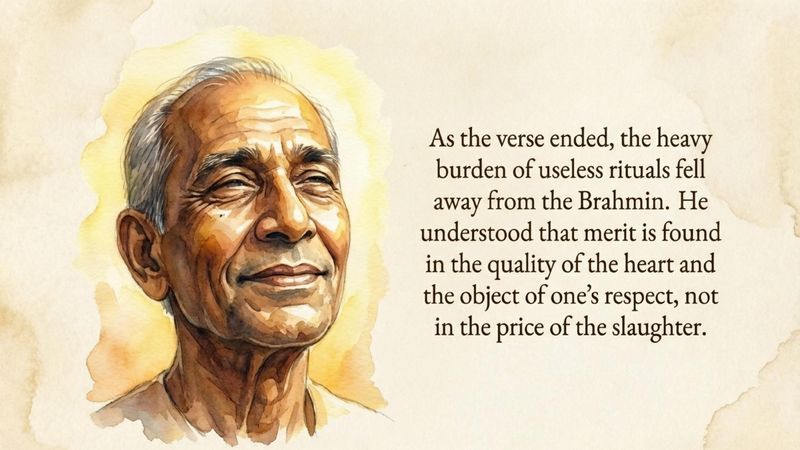 As the verse ended, the heavy
burden of useless rituals fell
away from the Brahmin. He
understood that merit is found
in the quality of the heart and
the object of one’s respect, not
in the price of the slaughter.